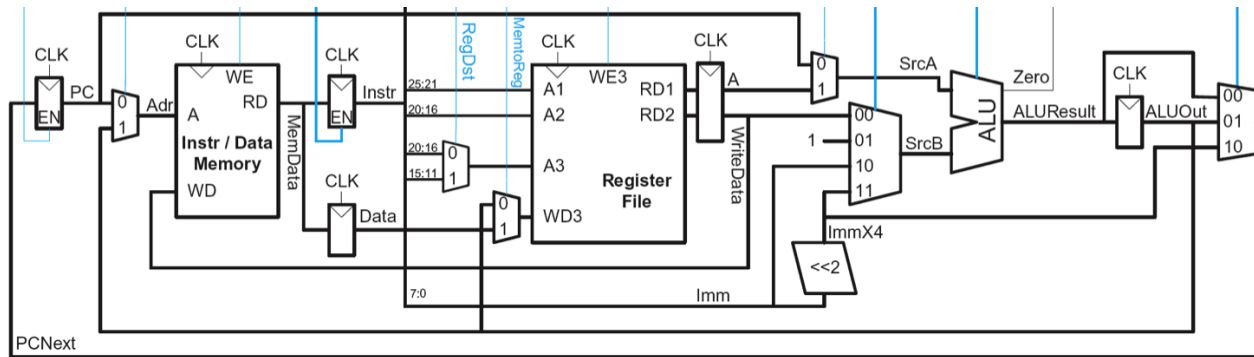 CLK
PC
EN
0
1
Adr
CLK
WE
A
RD
Instr / Data
Memory
WD
MemData
CLK
EN
Instr
CLK
Data
25:21
20:16
20:16
15:11
7:0
RegDst
0
1
MemtoReg
0
1
CLK
WE3
A1
A2
A3
WD3
RD1
RD2
Register
File
CLK
A
WriteData
0
1
SrcA
00
01
10
11
1
SrcB
ImmX4
<<2
Imm
ALU
Zero
ALUResult
CLK
ALUOut
00
01
10
PCNext